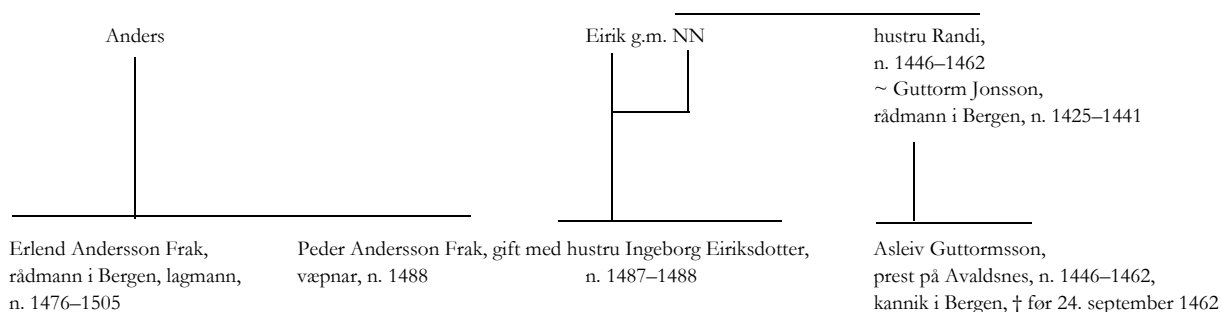 Anders
Eirik g.m. NN
hustru Randi,
n. 1446–1462
~ Guttorm Jonsson,
rådmann i Bergen, n. 1425–1441
Erlend Andersson Frak,
rådmann i Bergen, lagmann,
n. 1476–1505
Peder Andersson Frak, gift med hustru Ingeborg Eiriksdotter,
væpnar, n. 1488
n. 1487–1488
Asleiv Guttormsson,
prest på Avaldsnes, n. 1446–1462,
kannik i Bergen, † før 24. september 1462